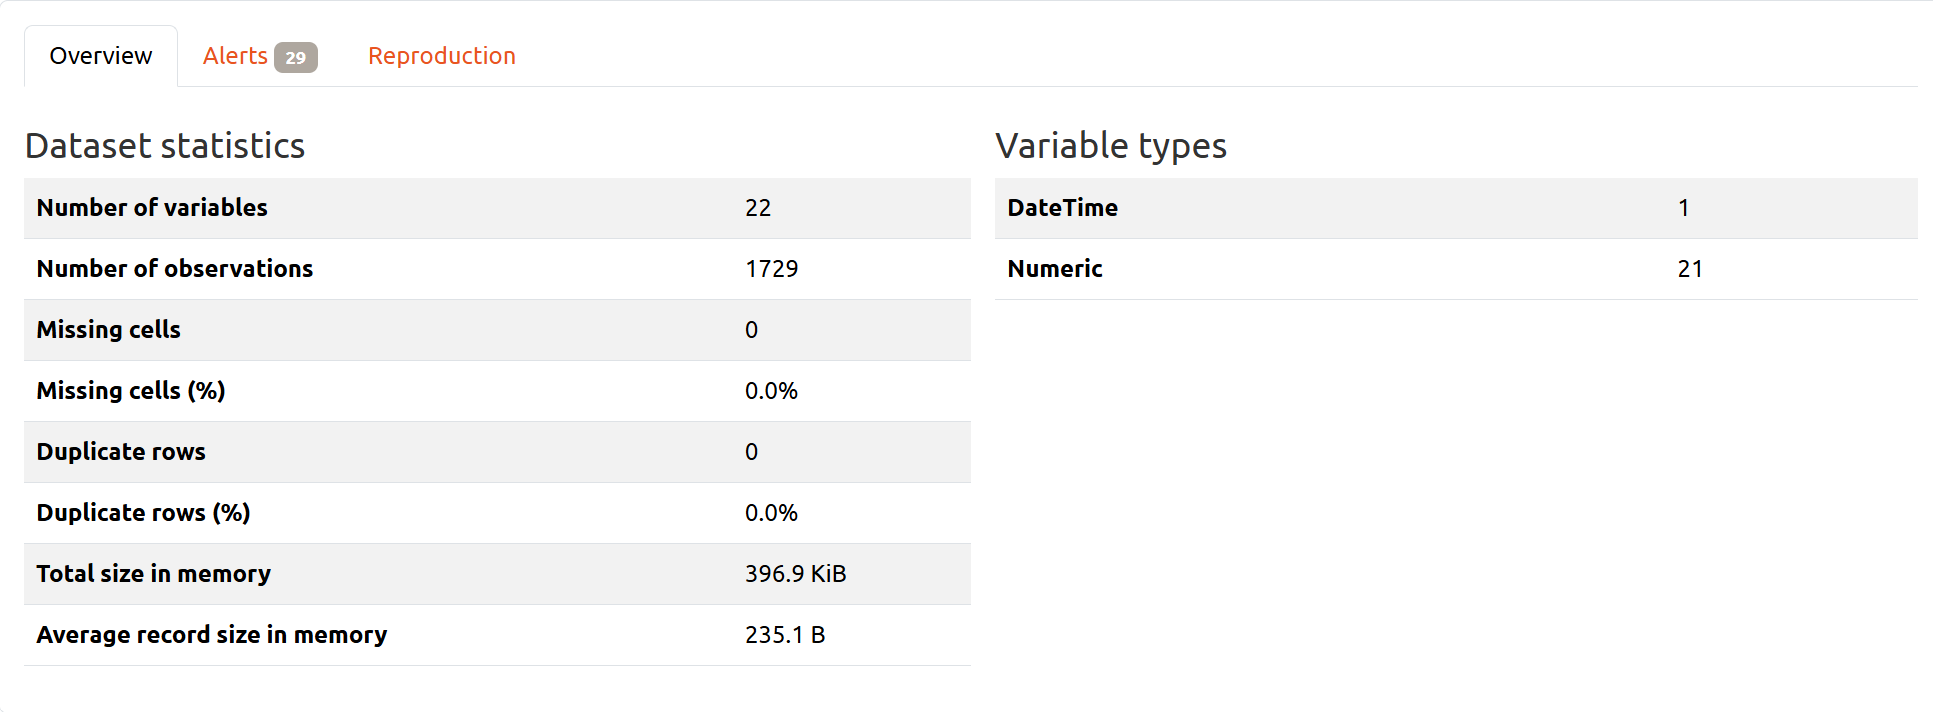 Overview Alerts 29 Reproduction
Dataset statistics
Number of variables 22
Number of observations 1729
Missing cells 0
Missing cells (%) 0.0%
Duplicate rows 0
Duplicate rows (%) 0.0%
Total size in memory 396.9 KiB
Average record size in memory 235.1 B
Variable types
DateTime 1
Numeric 21